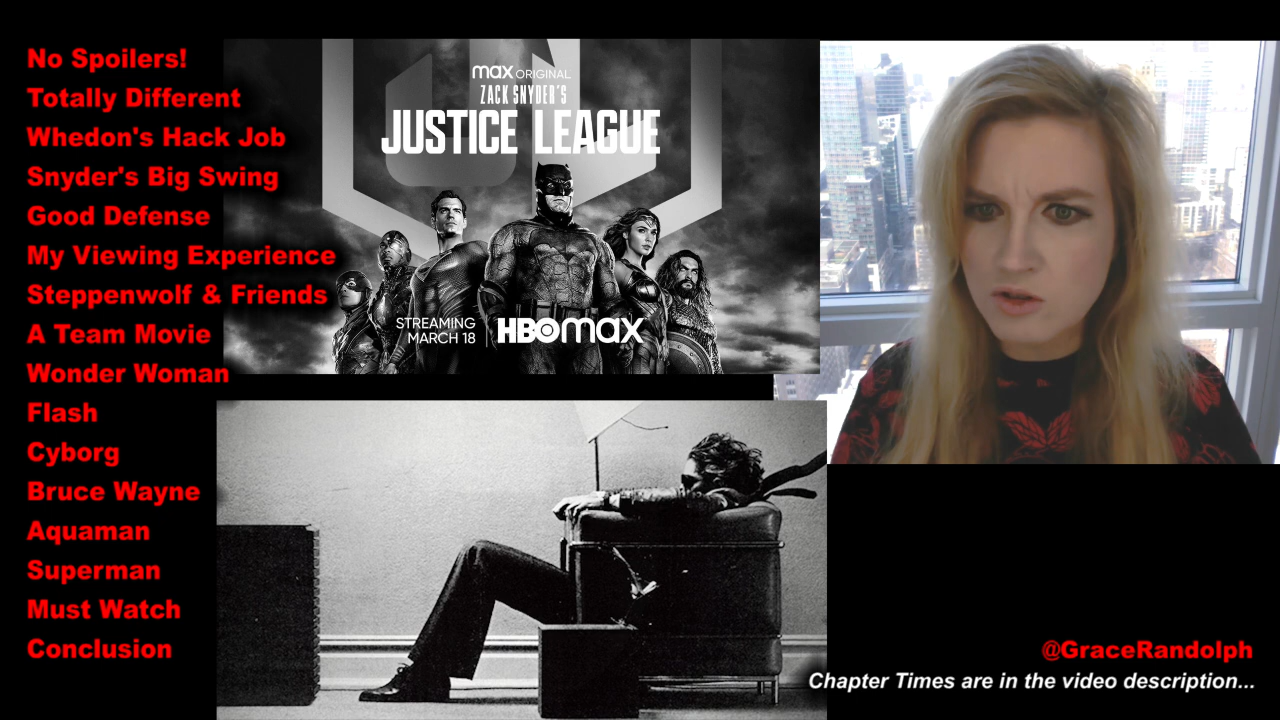 No Spoilers!
Totally Different
Whedon's Hack Job
Snyder's Big Swing
Good Defense
My Viewing Experience
Steppenwolf & Friends
A Team Movie
Wonder Woman
Flash
Cyborg
Bruce Wayne
Aquaman
Superman
Must Watch
Conclusion
max ORIGINAL
ZACK SNYDER'S
JUSTICE LEAGUE
STREAMING
MARCH 18
HBOmax
@GraceRandolph
Chapter Times are in the video description...